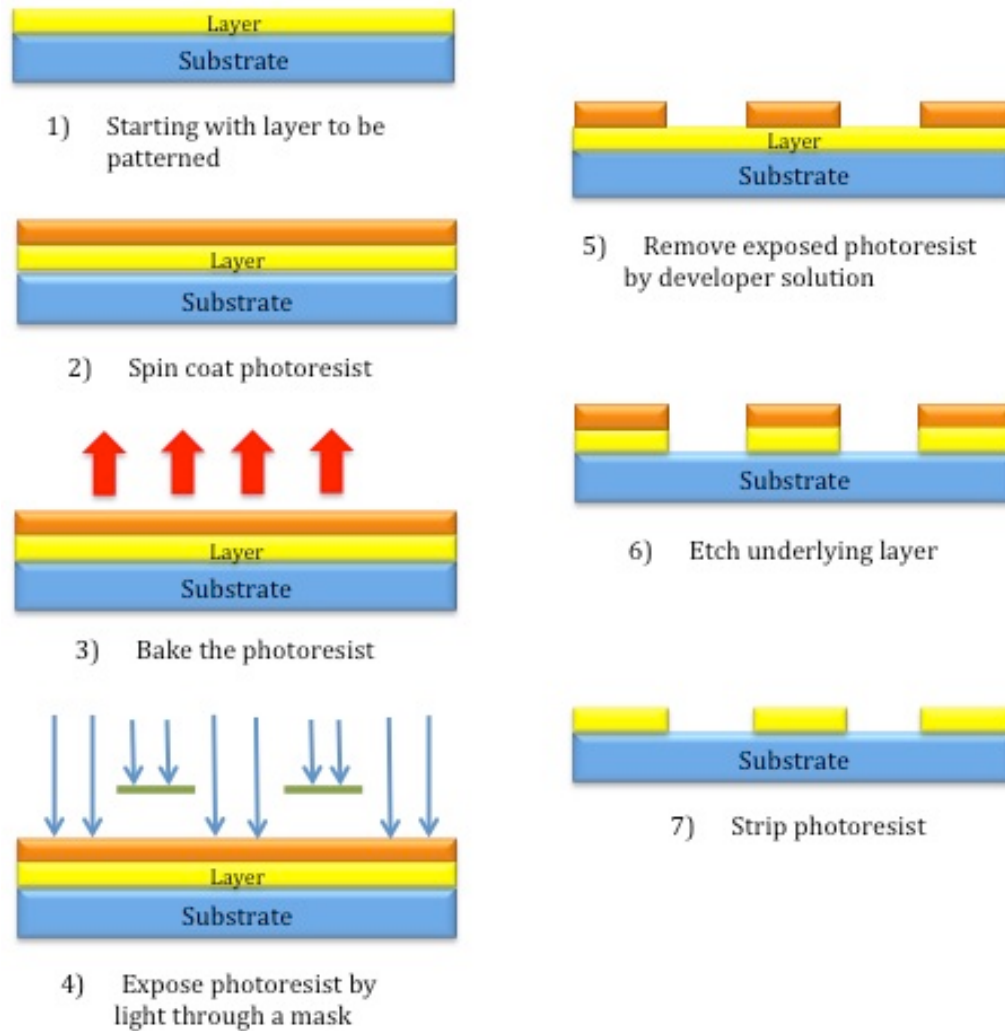 Layer
Substrate
1) Starting with layer to be
patterned
Layer
Substrate
2) Spin coat photoresist
Layer
Substrate
3) Bake the photoresist
Layer
Substrate
4) Expose photoresist by
light through a mask
Layer
Substrate
5) Remove exposed photoresist
by developer solution
Substrate
6) Etch underlying layer
Substrate
7) Strip photoresist